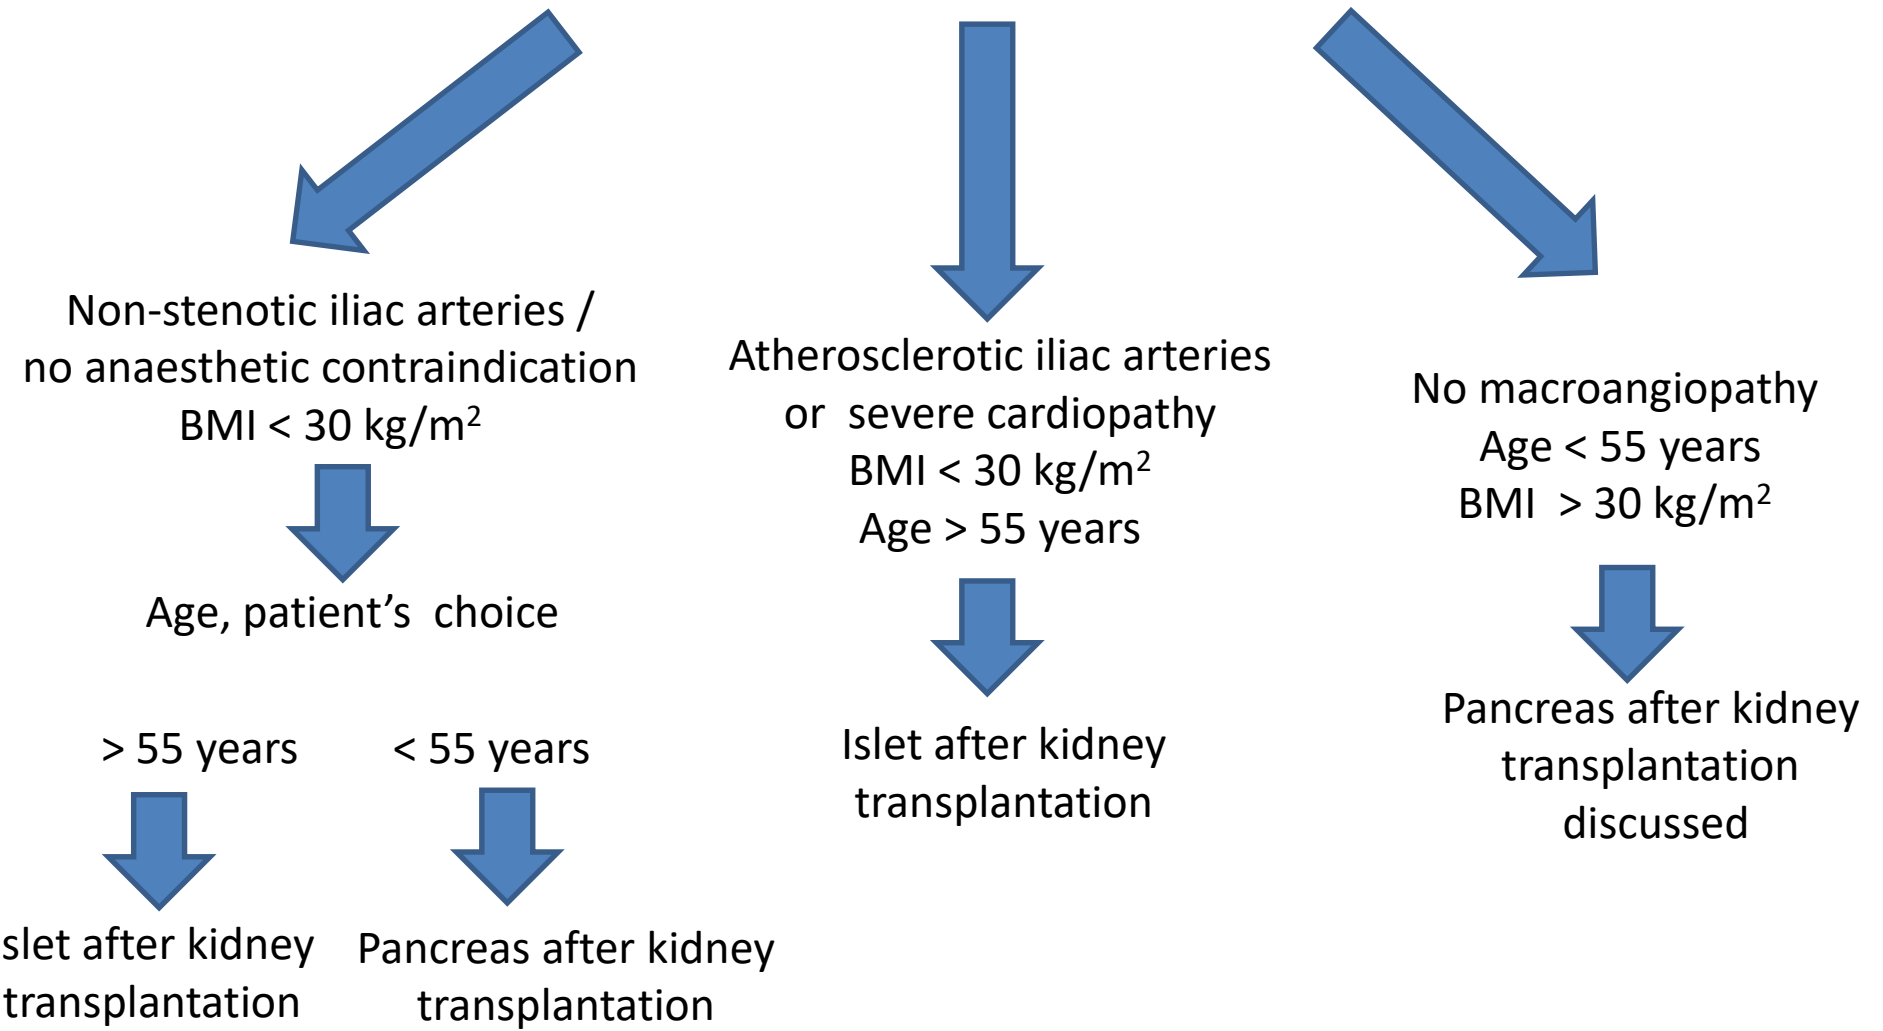 Non-stenotic iliac arteries /
no anaesthetic contraindication
BMI < 30 kg/m²
Age, patient’s  choice
> 55 years
< 55 years
slet after kidney
transplantation
Pancreas after kidney
transplantation
Atherosclerotic iliac arteries
or  severe cardiopathy
BMI < 30 kg/m²
Age > 55 years
Islet after kidney
transplantation
No macroangiopathy
Age < 55 years
BMI  > 30 kg/m²
Pancreas after kidney
transplantation
discussed